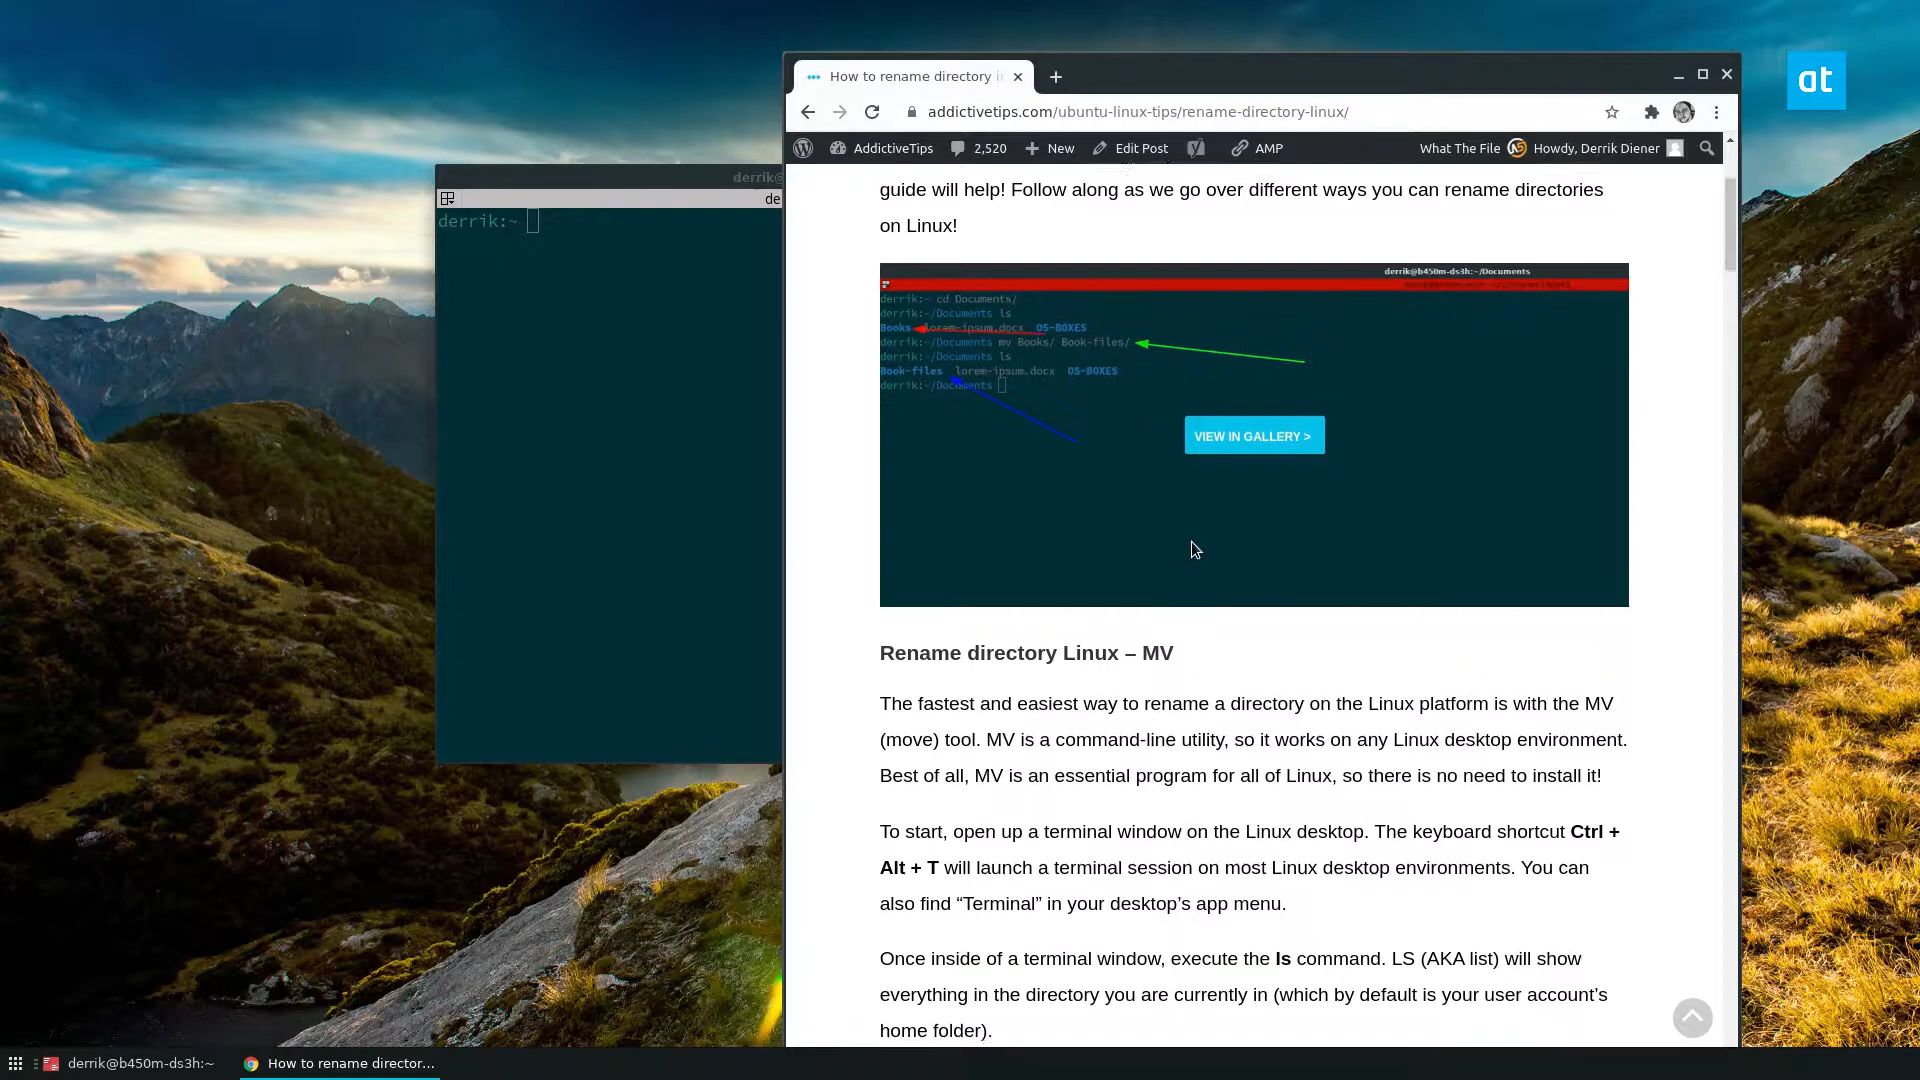 at
How to rename directory i
addictivetips.com/ubuntu-linux-tips/rename-directory-linux/
AddictiveTips 2,520 New Edit Post AMP What The File Howdy, Derrik Diener
derrik@
de
derrik:~
guide will help! Follow along as we go over different ways you can rename directories
on Linux!
derrik@b450m-ds3h:~/Documents
derrik:~ cd Documents/
derrik:~/Documents ls
Books lorem-ipsum.docx OS-BOXES
derrik:~/Documents mv Books/ Book-files/
derrik:~/Documents ls
Book-files lorem-ipsum.docx OS-BOXES
derrik:~/Documents
VIEW IN GALLERY >
Rename directory Linux – MV
The fastest and easiest way to rename a directory on the Linux platform is with the MV
(move) tool. MV is a command-line utility, so it works on any Linux desktop environment.
Best of all, MV is an essential program for all of Linux, so there is no need to install it!
To start, open up a terminal window on the Linux desktop. The keyboard shortcut Ctrl +
Alt + T will launch a terminal session on most Linux desktop environments. You can
also find “Terminal” in your desktop’s app menu.
Once inside of a terminal window, execute the ls command. LS (AKA list) will show
everything in the directory you are currently in (which by default is your user account’s
home folder).
derrik@b450m-ds3h:~ How to rename director...